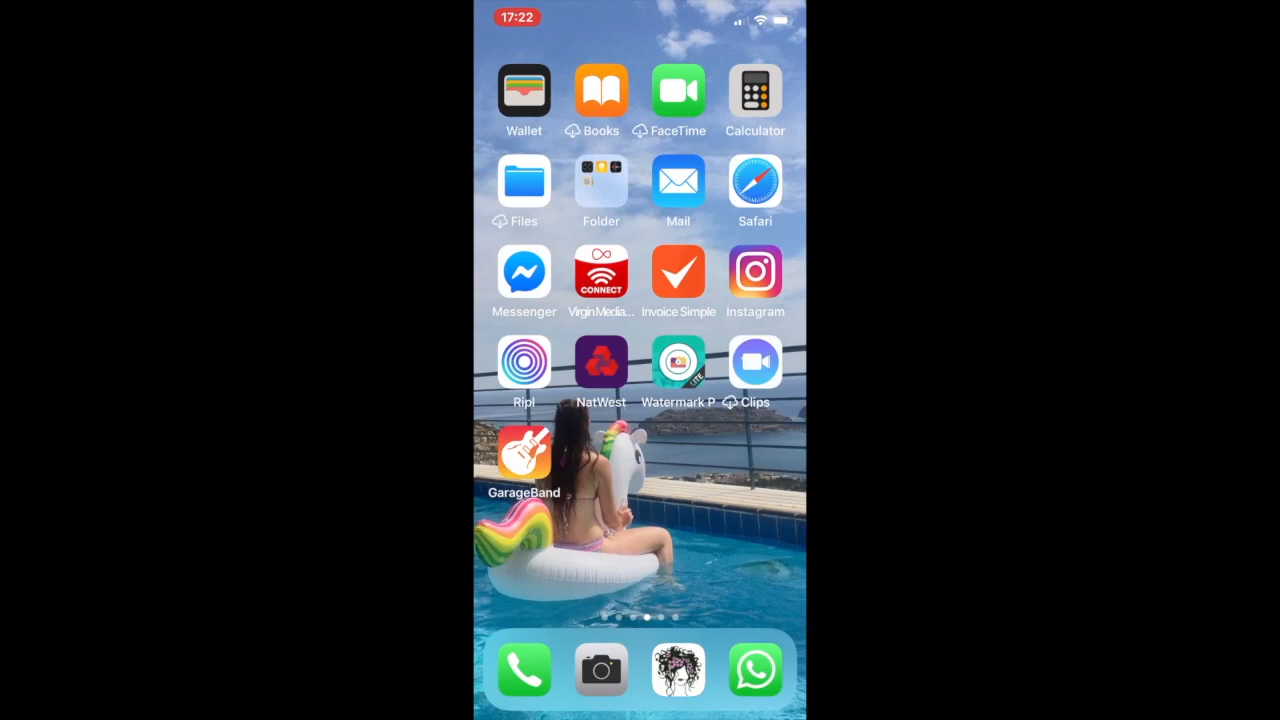 17:22
Wallet
Books
FaceTime
Calculator
Files
Folder
Mail
Safari
CONNECT
Messenger
Virgin Media...
Invoice Simple
Instagram
LITE
Ripl
NatWest
Watermark P
Clips
GarageBand